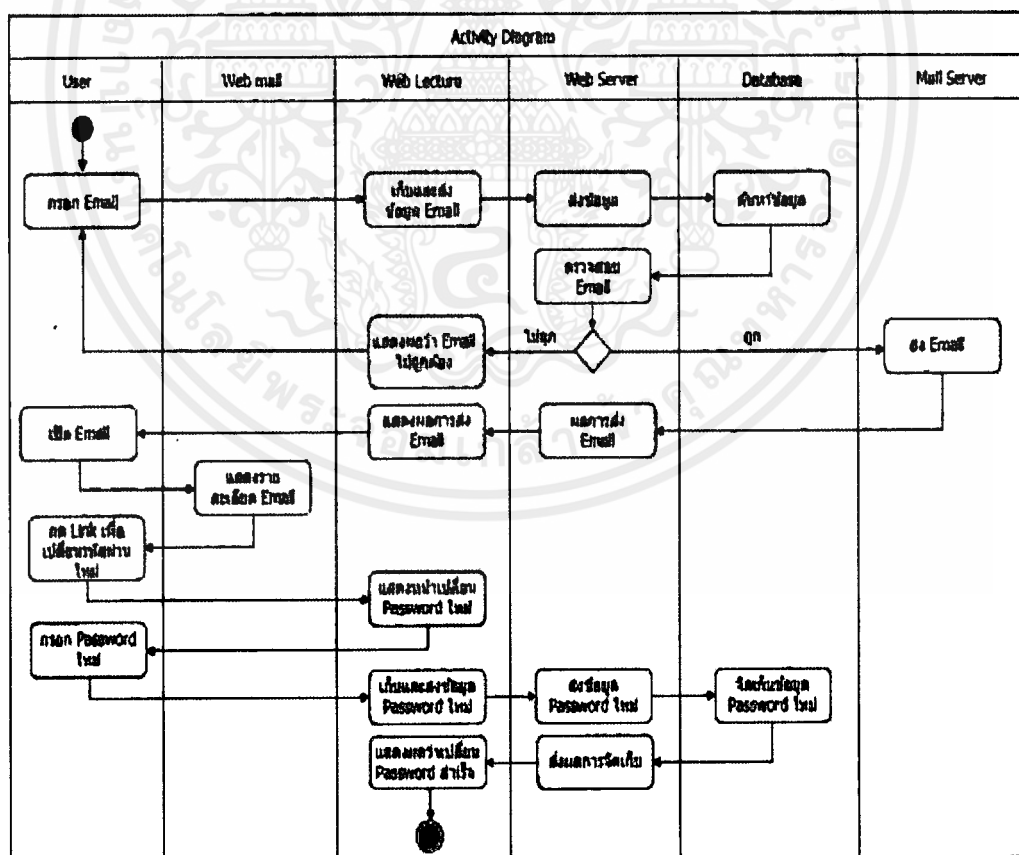 Activity Diagram
User
Web mail
Web Lecture
Web Server
Database
Mail Server
กรอก Email
เก็บและส่ง
ข้อมูล Email
ส่งข้อมูล
ค้นหาข้อมูล
ตรวจสอบ
Email
ไม่ถูก
ถูก
แสดงผลว่า Email
ไม่ถูกต้อง
ส่ง Email
เปิด Email
แสดงผลการส่ง
Email
ผลการส่ง
Email
แสดงราย
ละเอียด Email
กด Link เพื่อ
เปลี่ยนรหัสผ่าน
ใหม่
แสดงหน้าเปลี่ยน
Password ใหม่
กรอก Password
ใหม่
เก็บและส่งข้อมูล
Password ใหม่
ส่งข้อมูล
Password ใหม่
จัดเก็บข้อมูล
Password ใหม่
แสดงผลว่าเปลี่ยน
Password สำเร็จ
ส่งผลการจัดเก็บ